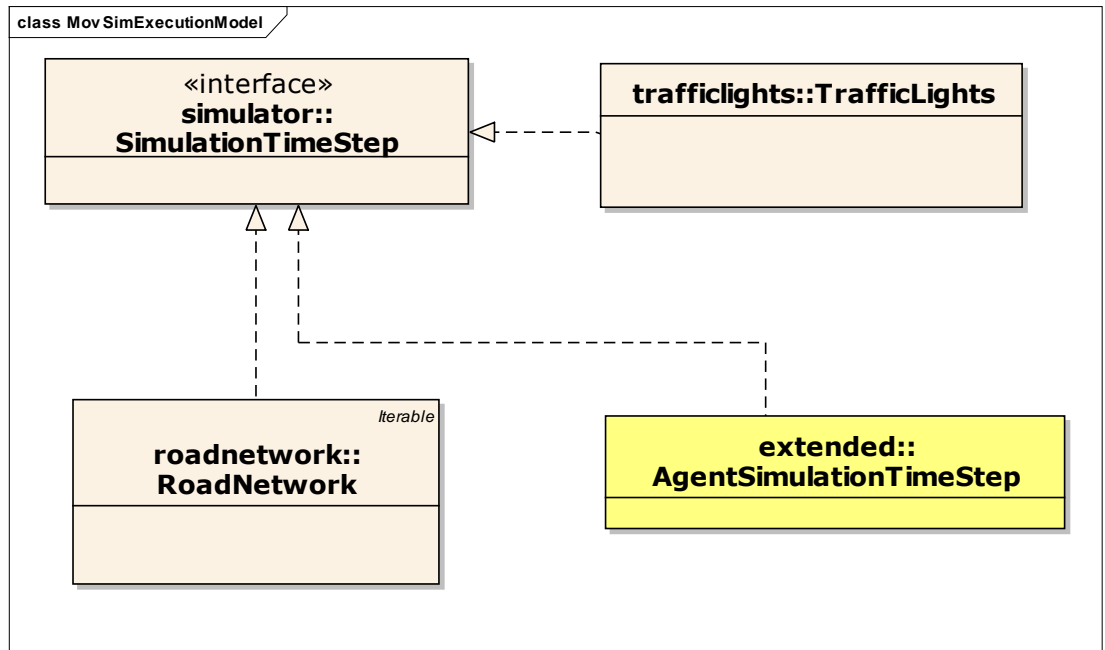 class MovSimExecutionModel
«interface»
simulator::
SimulationTimeStep
trafficlights::TrafficLights
Iterable
roadnetwork::
RoadNetwork
extended::
AgentSimulationTimeStep